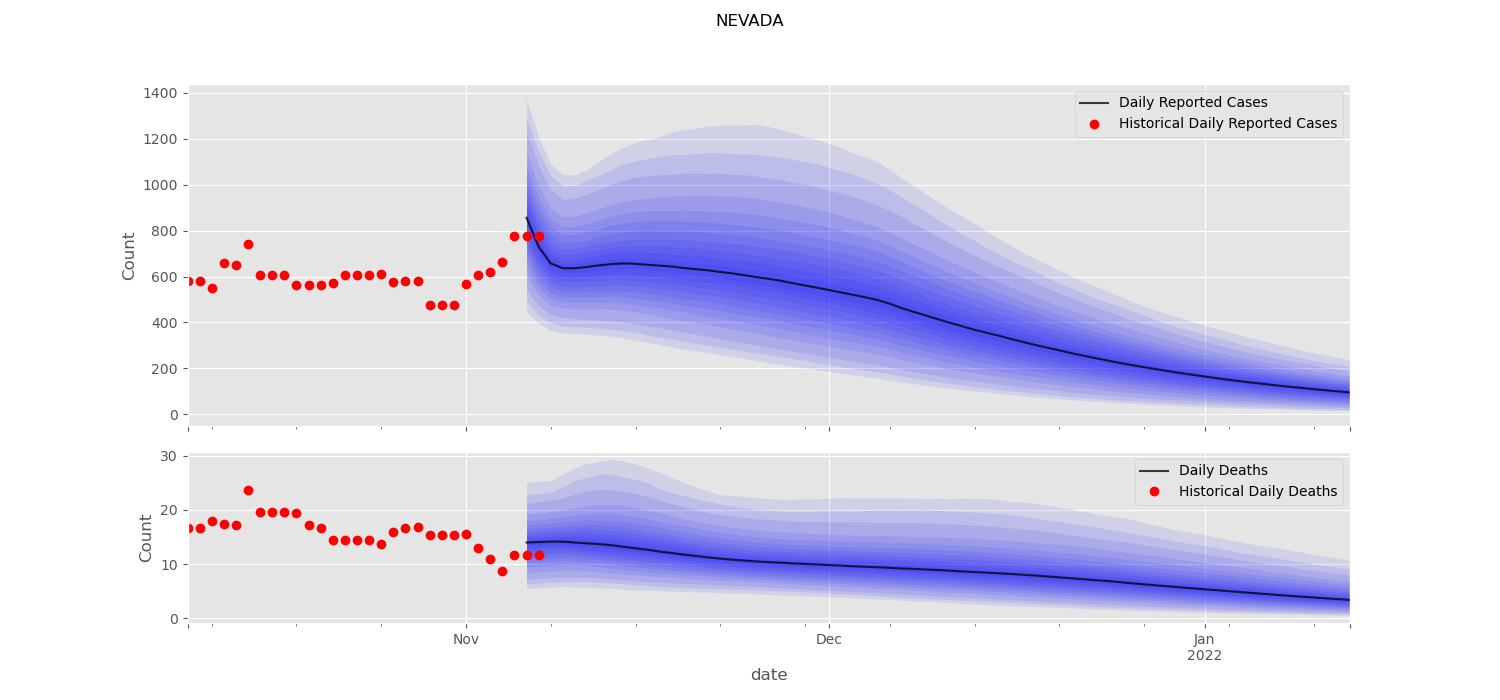 NEVADA
1400
1200
1000
800
600
400
200
0
Count
Daily Reported Cases
Historical Daily Reported Cases
30
20
10
0
Count
Daily Deaths
Historical Daily Deaths
Nov
Dec
Jan
2022
date